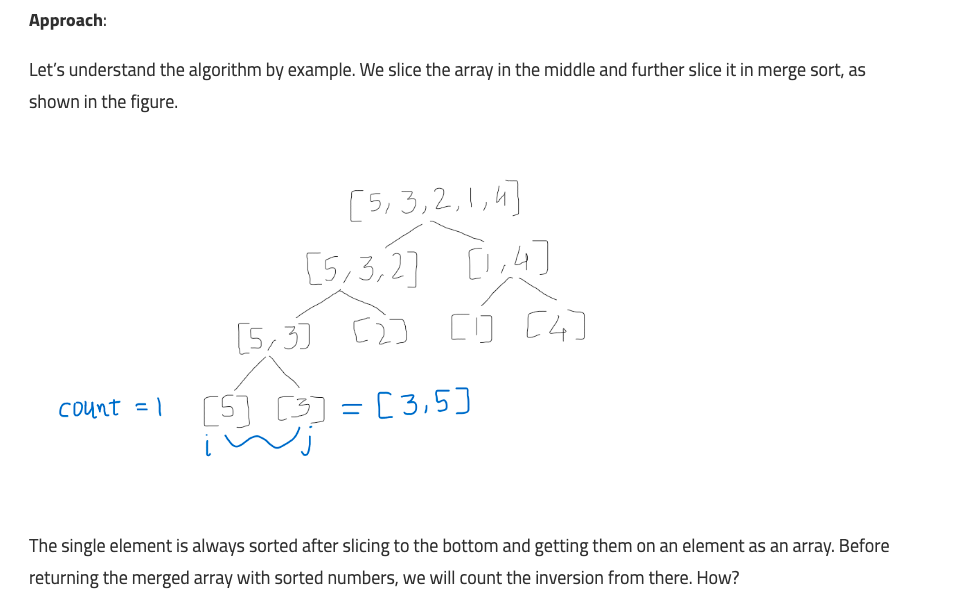 Approach:
Let's understand the algorithm by example. We slice the array in the middle and further slice it in merge sort, as
shown in the figure.
[5,3,2,1,4]
[5,3,2] [1,4]
[5,3] [2] [1] [4]
count = 1 [5] [3] = [3,5]
i j
The single element is always sorted after slicing to the bottom and getting them on an element as an array. Before
returning the merged array with sorted numbers, we will count the inversion from there. How?